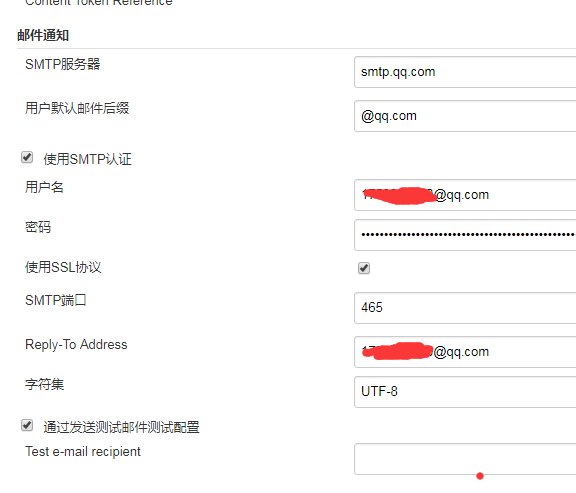 Content Token Reference
邮件通知
SMTP服务器
smtp.qq.com
用户默认邮件后缀
@qq.com
使用SMTP认证
用户名
@qq.com
密码
使用SSL协议
SMTP端口
465
Reply-To Address
@qq.com
字符集
UTF-8
通过发送测试邮件测试配置
Test e-mail recipient